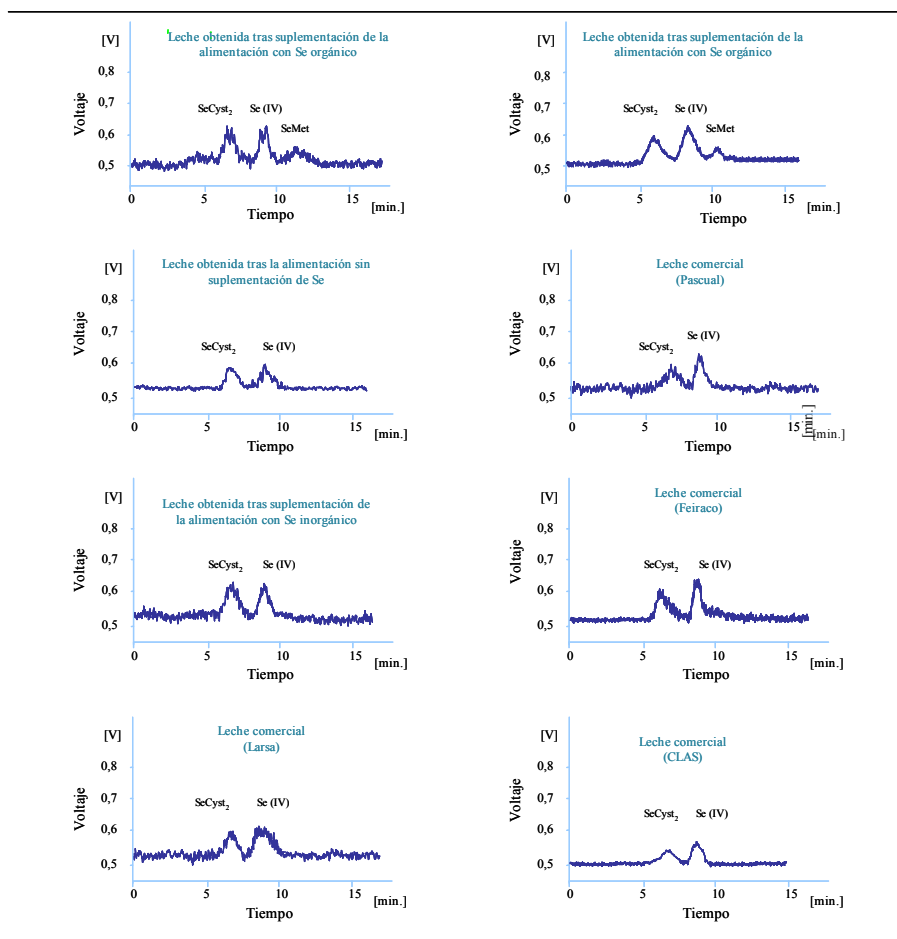 [V]
Leche obtenida tras suplementación de la
alimentación con Se orgánico
0,8
0,7
0,6
0,5
Voltaje
SeCyst2
Se (IV)
SeMet
0
5
10
15
[min.]
Tiempo
[V]
Leche obtenida tras suplementación de la
alimentación con Se orgánico
0,8
0,7
0,6
0,5
Voltaje
SeCyst2
Se (IV)
SeMet
0
5
10
15
[min.]
Tiempo
[V]
Leche obtenida tras la alimentación sin
suplementación de Se
0,8
0,7
0,6
0,5
Voltaje
SeCyst2
Se (IV)
0
5
10
15
[min.]
Tiempo
[V]
Leche comercial
(Pascual)
0,8
0,7
0,6
0,5
Voltaje
SeCyst2
Se (IV)
0
5
10
15
[min.]
[min.]
Tiempo
[V]
Leche obtenida tras suplementación de
la alimentación con Se inorgánico
0,8
0,7
0,6
0,5
Voltaje
SeCyst2
Se (IV)
0
5
10
15
[min.]
Tiempo
[V]
Leche comercial
(Feiraco)
0,8
0,7
0,6
0,5
Voltaje
SeCyst2
Se (IV)
0
5
10
15
[min.]
Tiempo
[V]
Leche comercial
(Larsa)
0,8
0,7
0,6
0,5
Voltaje
SeCyst2
Se (IV)
0
5
10
15
[min.]
Tiempo
[V]
Leche comercial
(CLAS)
0,8
0,7
0,6
0,5
Voltaje
SeCyst2
Se (IV)
0
5
10
15
[min.]
Tiempo